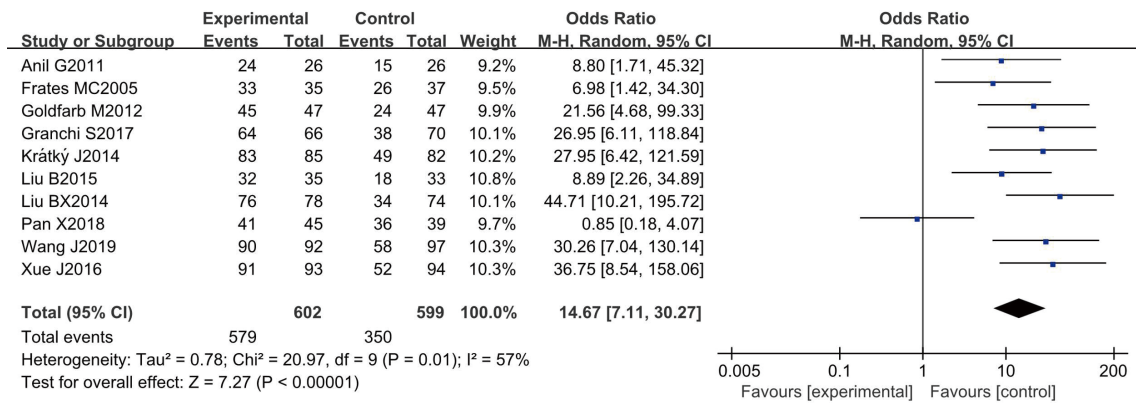 Experimental Control Odds Ratio Odds Ratio
Study or Subgroup Events Total Events Total Weight M-H, Random, 95% CI M-H, Random, 95% CI
Anil G2011 24 26 15 26 9.2% 8.80 [1.71, 45.32]
Frates MC2005 33 35 26 37 9.5% 6.98 [1.42, 34.30]
Goldfarb M2012 45 47 24 47 9.9% 21.56 [4.68, 99.33]
Granchi S2017 64 66 38 70 10.1% 26.95 [6.11, 118.84]
Krátký J2014 83 85 49 82 10.2% 27.95 [6.42, 121.59]
Liu B2015 32 35 18 33 10.8% 8.89 [2.26, 34.89]
Liu BX2014 76 78 34 74 10.1% 44.71 [10.21, 195.72]
Pan X2018 41 45 36 39 9.7% 0.85 [0.18, 4.07]
Wang J2019 90 92 58 97 10.3% 30.26 [7.04, 130.14]
Xue J2016 91 93 52 94 10.3% 36.75 [8.54, 158.06]
Total (95% CI) 602 599 100.0% 14.67 [7.11, 30.27]
Total events 579 350
Heterogeneity: Tau² = 0.78; Chi² = 20.97, df = 9 (P = 0.01); I² = 57%
Test for overall effect: Z = 7.27 (P < 0.00001)
0.005 0.1 1 10 200
Favours [experimental] Favours [control]